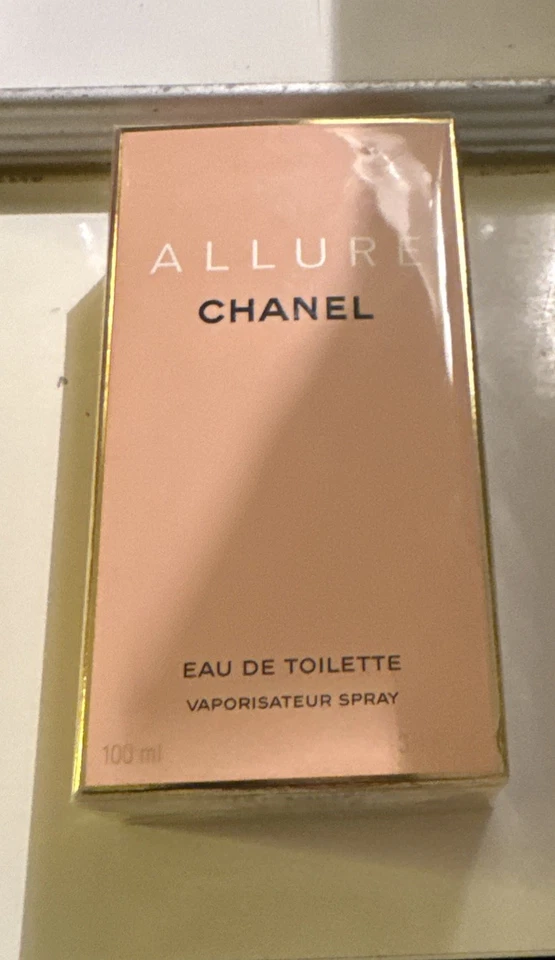 ALLURE
CHANEL
EAU DE TOILETTE
VAPORISATEUR SPRAY
100 ml